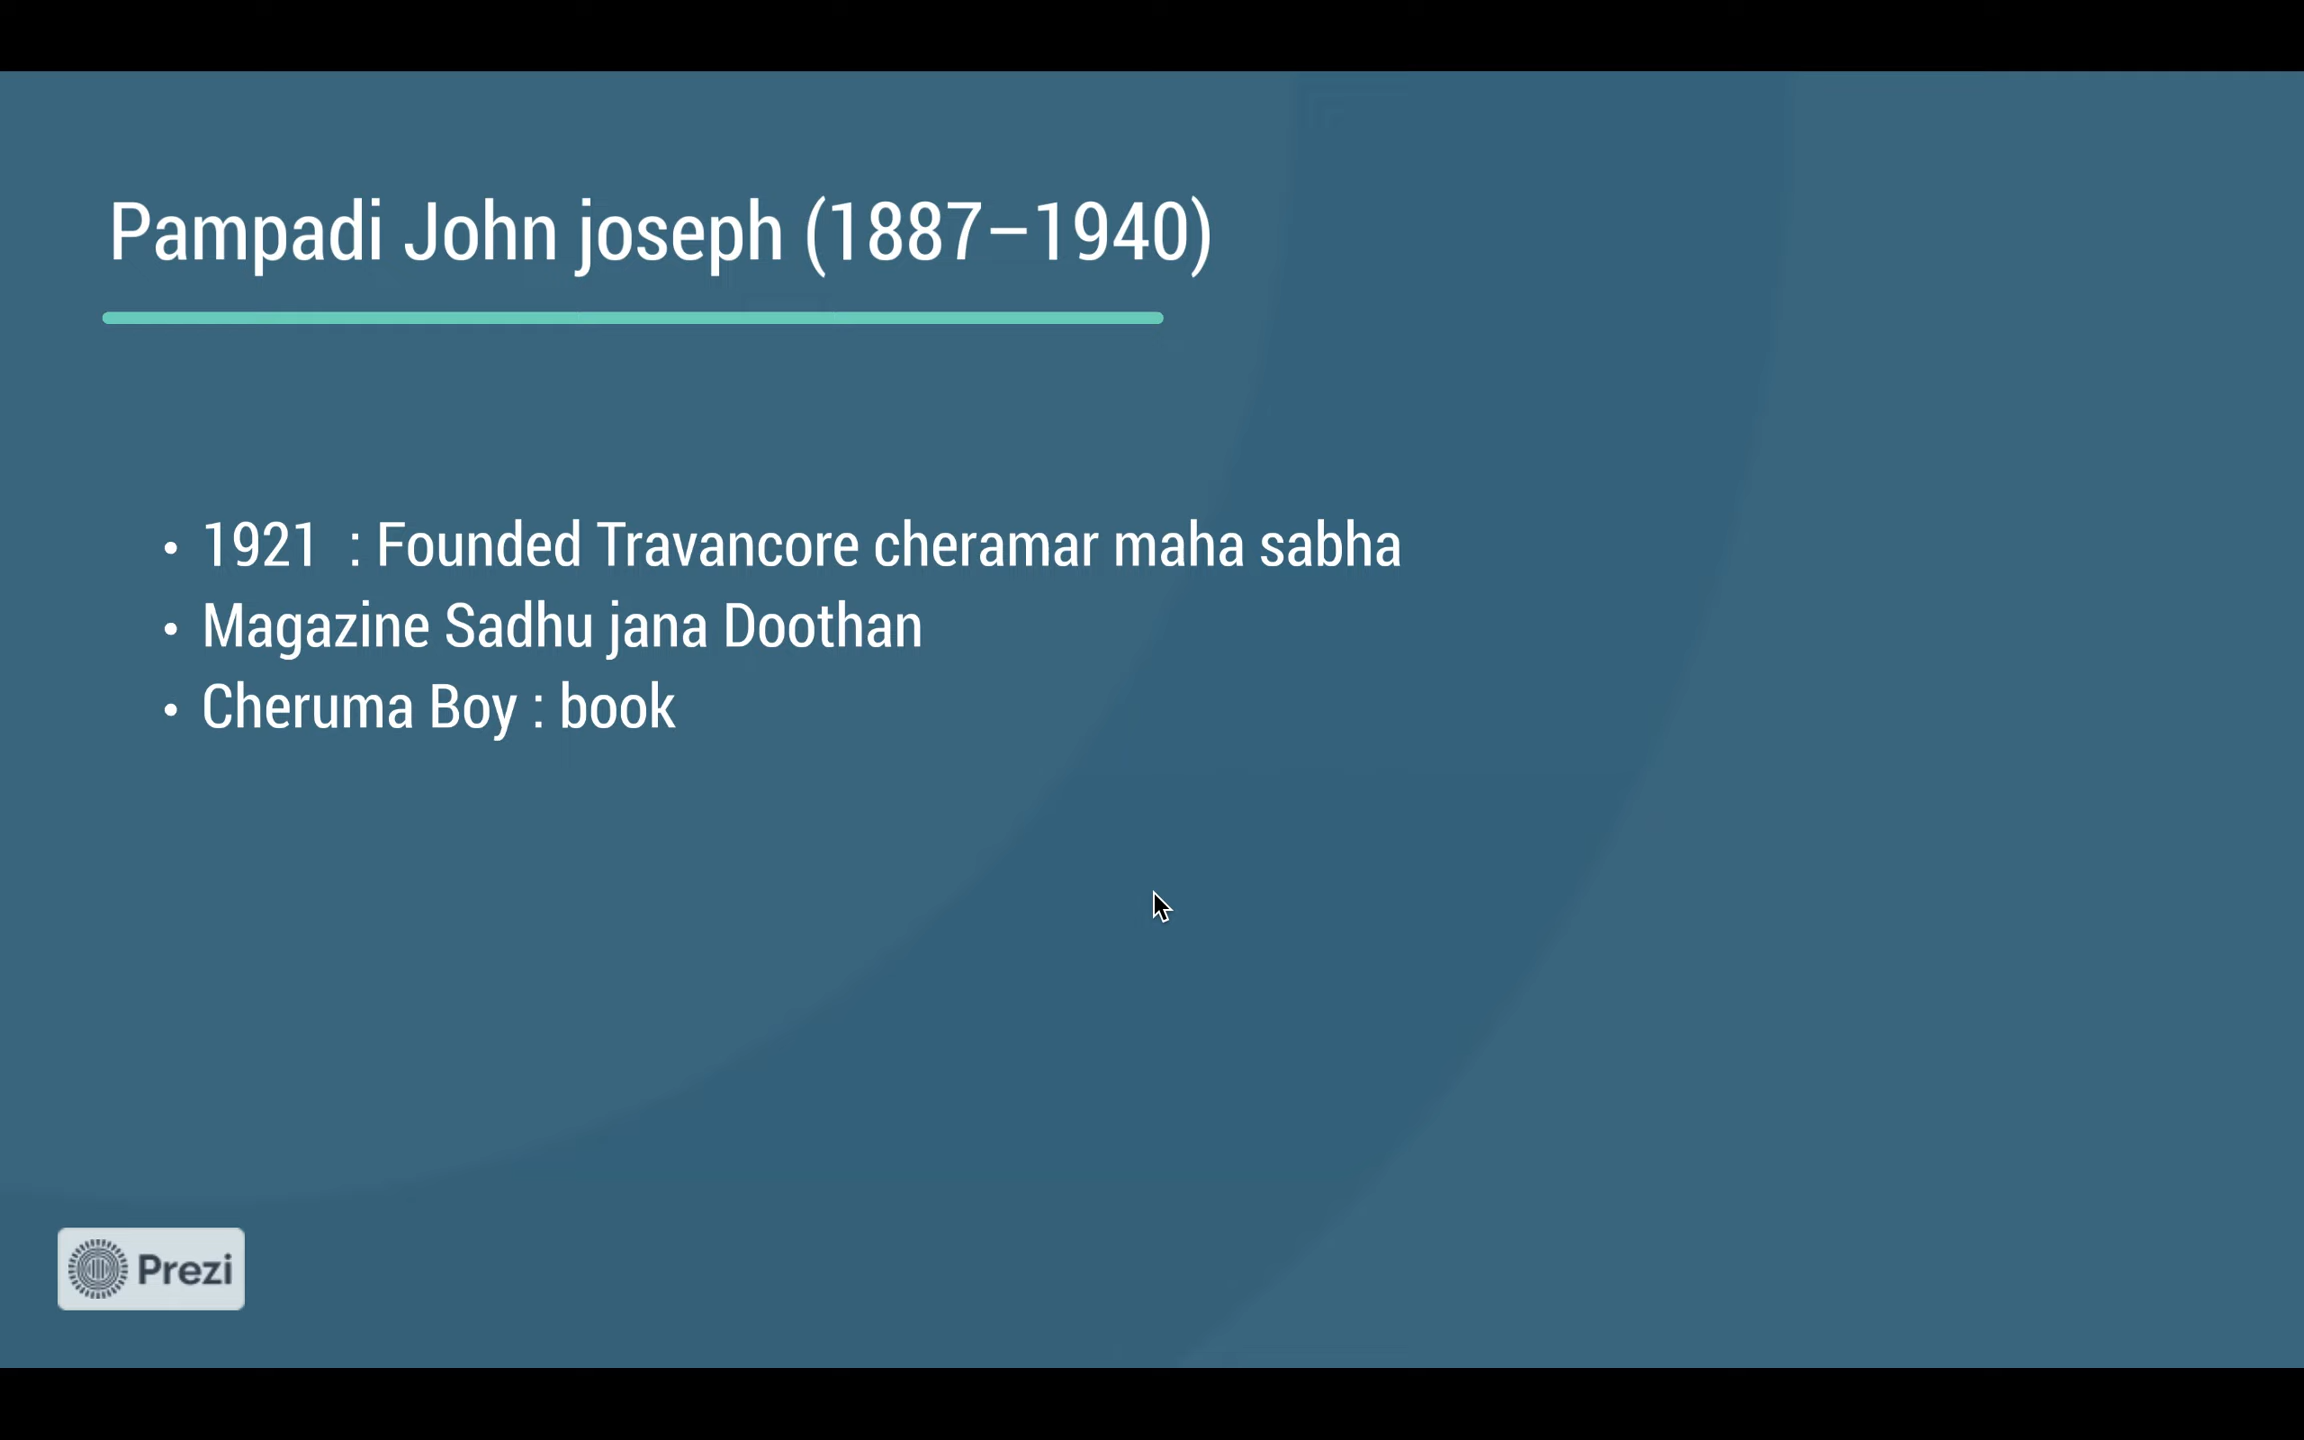 Pampadi John joseph (1887–1940)
• 1921 : Founded Travancore cheramar maha sabha
• Magazine Sadhu jana Doothan
• Cheruma Boy : book
Prezi